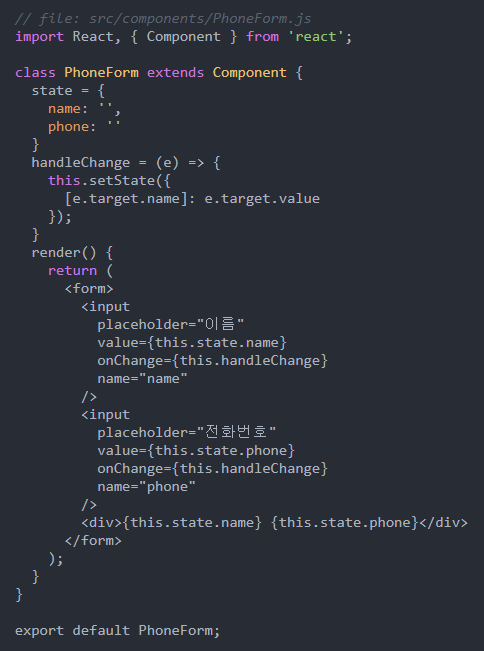 // file: src/components/PhoneForm.js
import React, { Component } from 'react';

class PhoneForm extends Component {
  state = {
    name: '',
    phone: ''
  }
  handleChange = (e) => {
    this.setState({
      [e.target.name]: e.target.value
    });
  }
  render() {
    return (
      <form>
        <input
          placeholder="이름"
          value={this.state.name}
          onChange={this.handleChange}
          name="name"
        />
        <input
          placeholder="전화번호"
          value={this.state.phone}
          onChange={this.handleChange}
          name="phone"
        />
        <div>{this.state.name} {this.state.phone}</div>
      </form>
    );
  }
}

export default PhoneForm;